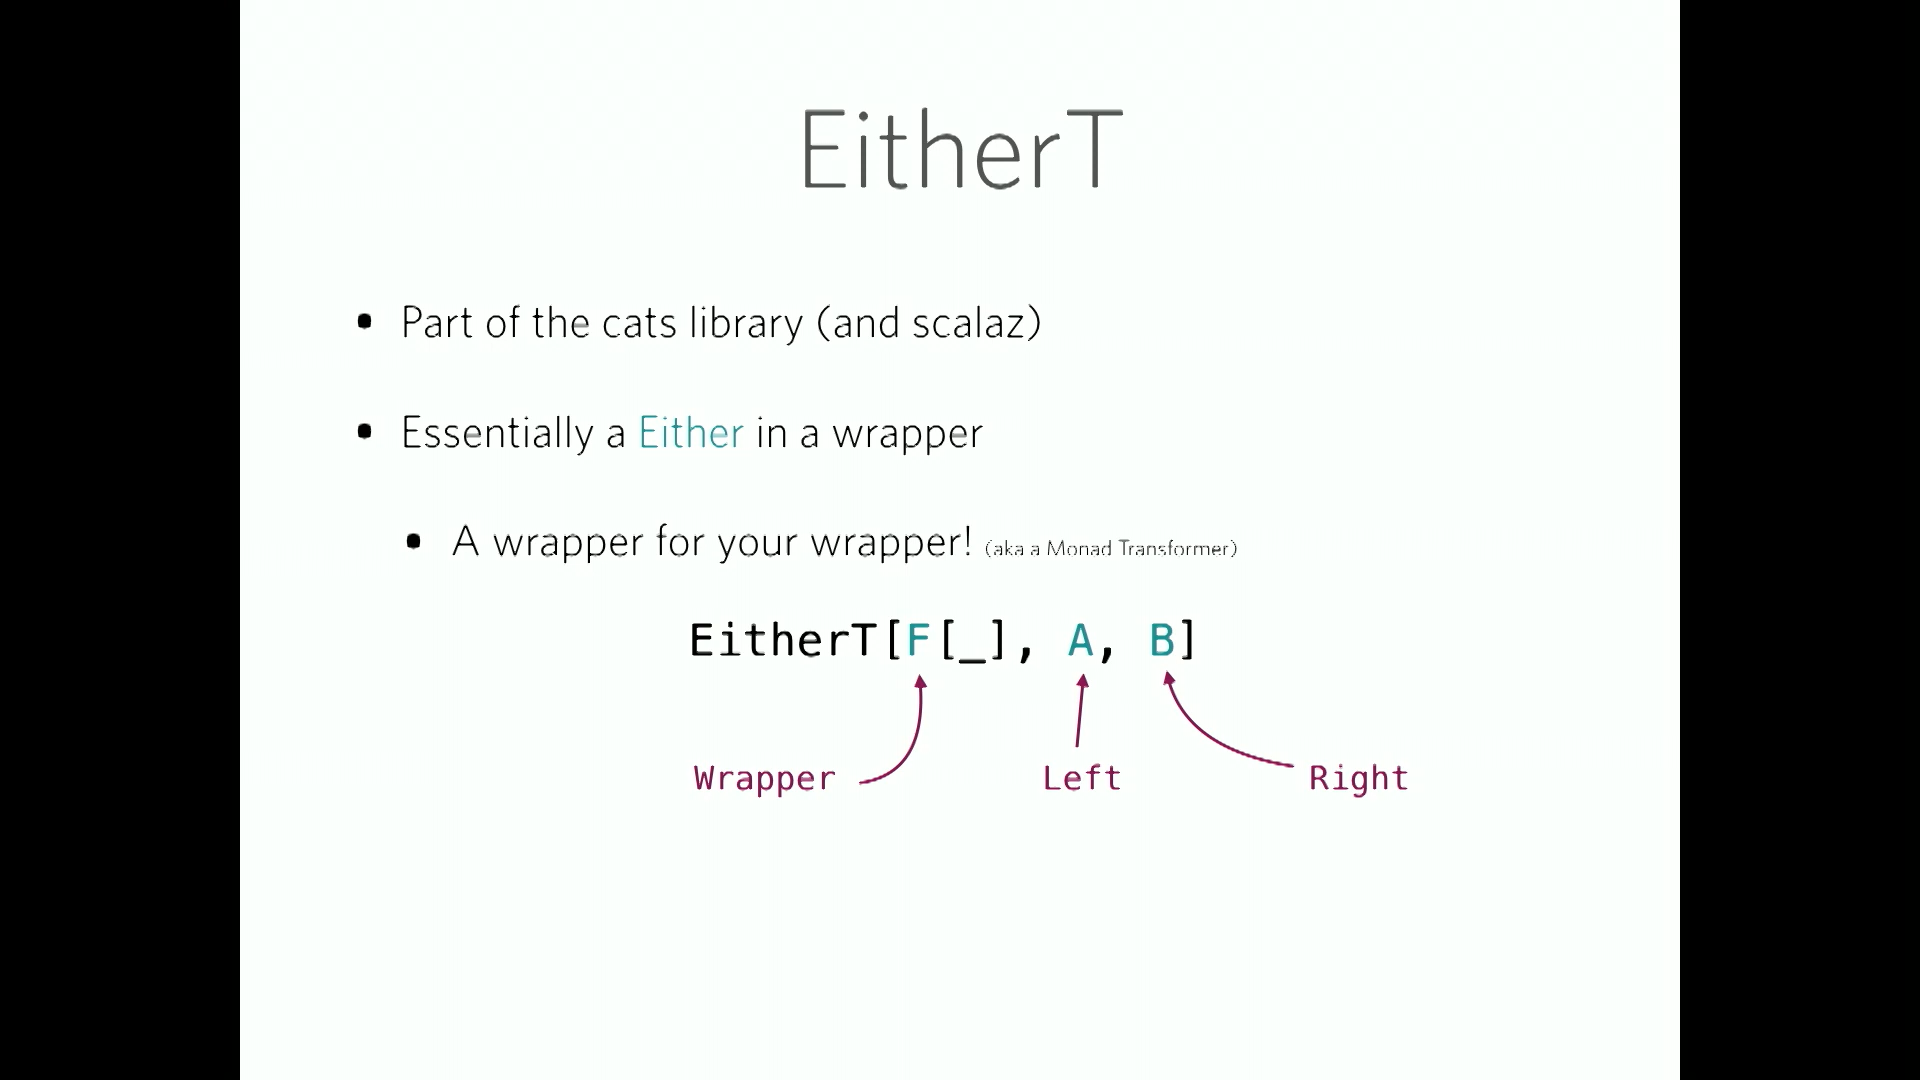 EitherT
• Part of the cats library (and scalaz)
• Essentially a Either in a wrapper
• A wrapper for your wrapper! (aka a Monad Transformer)
EitherT[F[_], A, B]
Wrapper Left Right